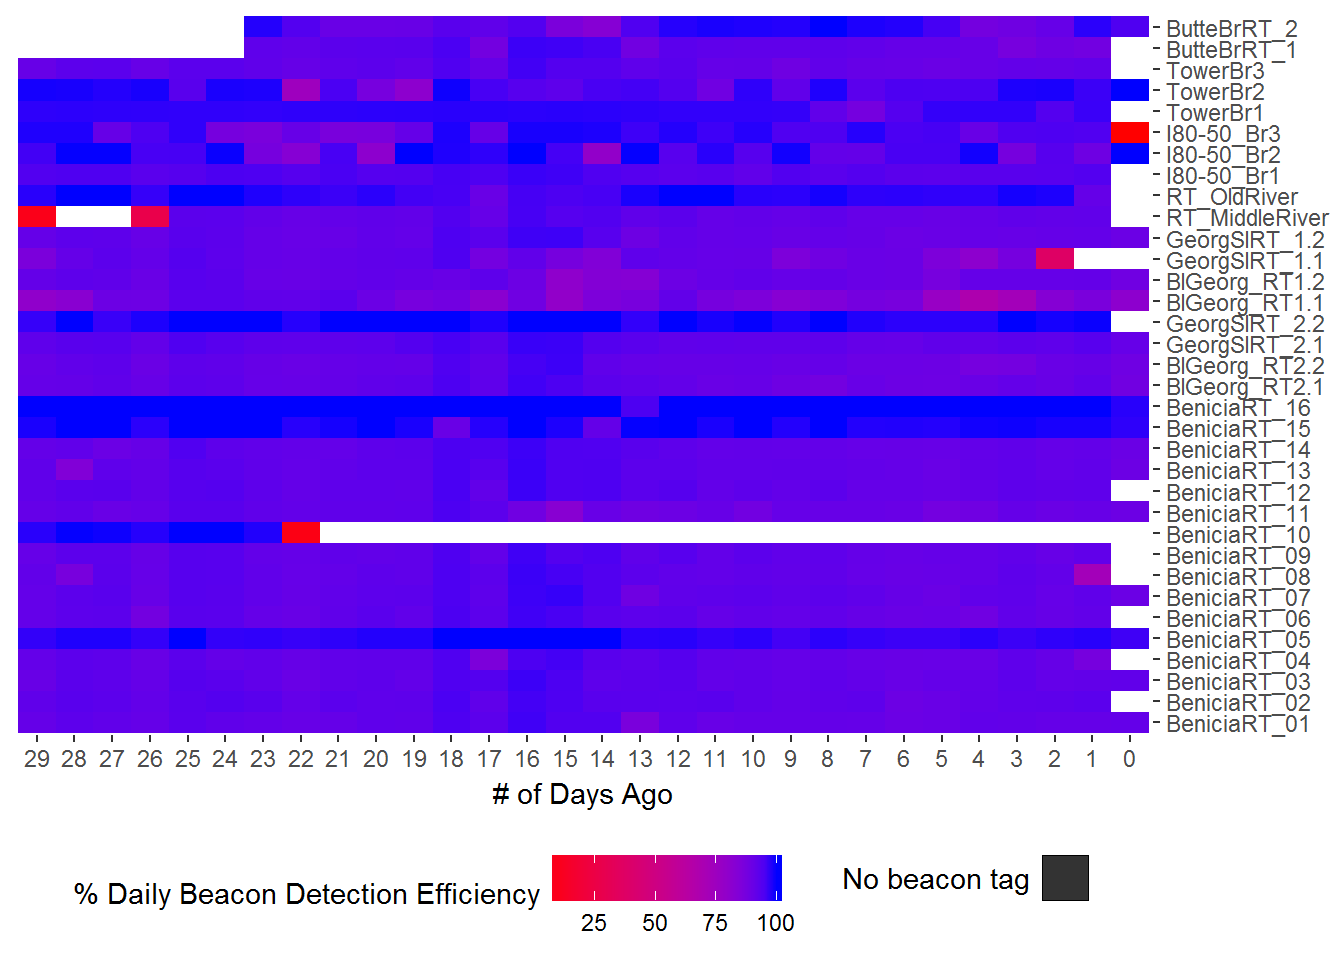 ButteBrRT_2
ButteBrRT_1
TowerBr3
TowerBr2
TowerBr1
I80-50_Br3
I80-50_Br2
I80-50_Br1
RT_OldRiver
RT_MiddleRiver
GeorgSlRT_1.2
GeorgSlRT_1.1
BlGeorg_RT1.2
BlGeorg_RT1.1
GeorgSlRT_2.2
GeorgSlRT_2.1
BlGeorg_RT2.2
BlGeorg_RT2.1
BeniciaRT_16
BeniciaRT_15
BeniciaRT_14
BeniciaRT_13
BeniciaRT_12
BeniciaRT_11
BeniciaRT_10
BeniciaRT_09
BeniciaRT_08
BeniciaRT_07
BeniciaRT_06
BeniciaRT_05
BeniciaRT_04
BeniciaRT_03
BeniciaRT_02
BeniciaRT_01
29 28 27 26 25 24 23 22 21 20 19 18 17 16 15 14 13 12 11 10 9 8 7 6 5 4 3 2 1 0
# of Days Ago
% Daily Beacon Detection Efficiency
25 50 75 100
No beacon tag